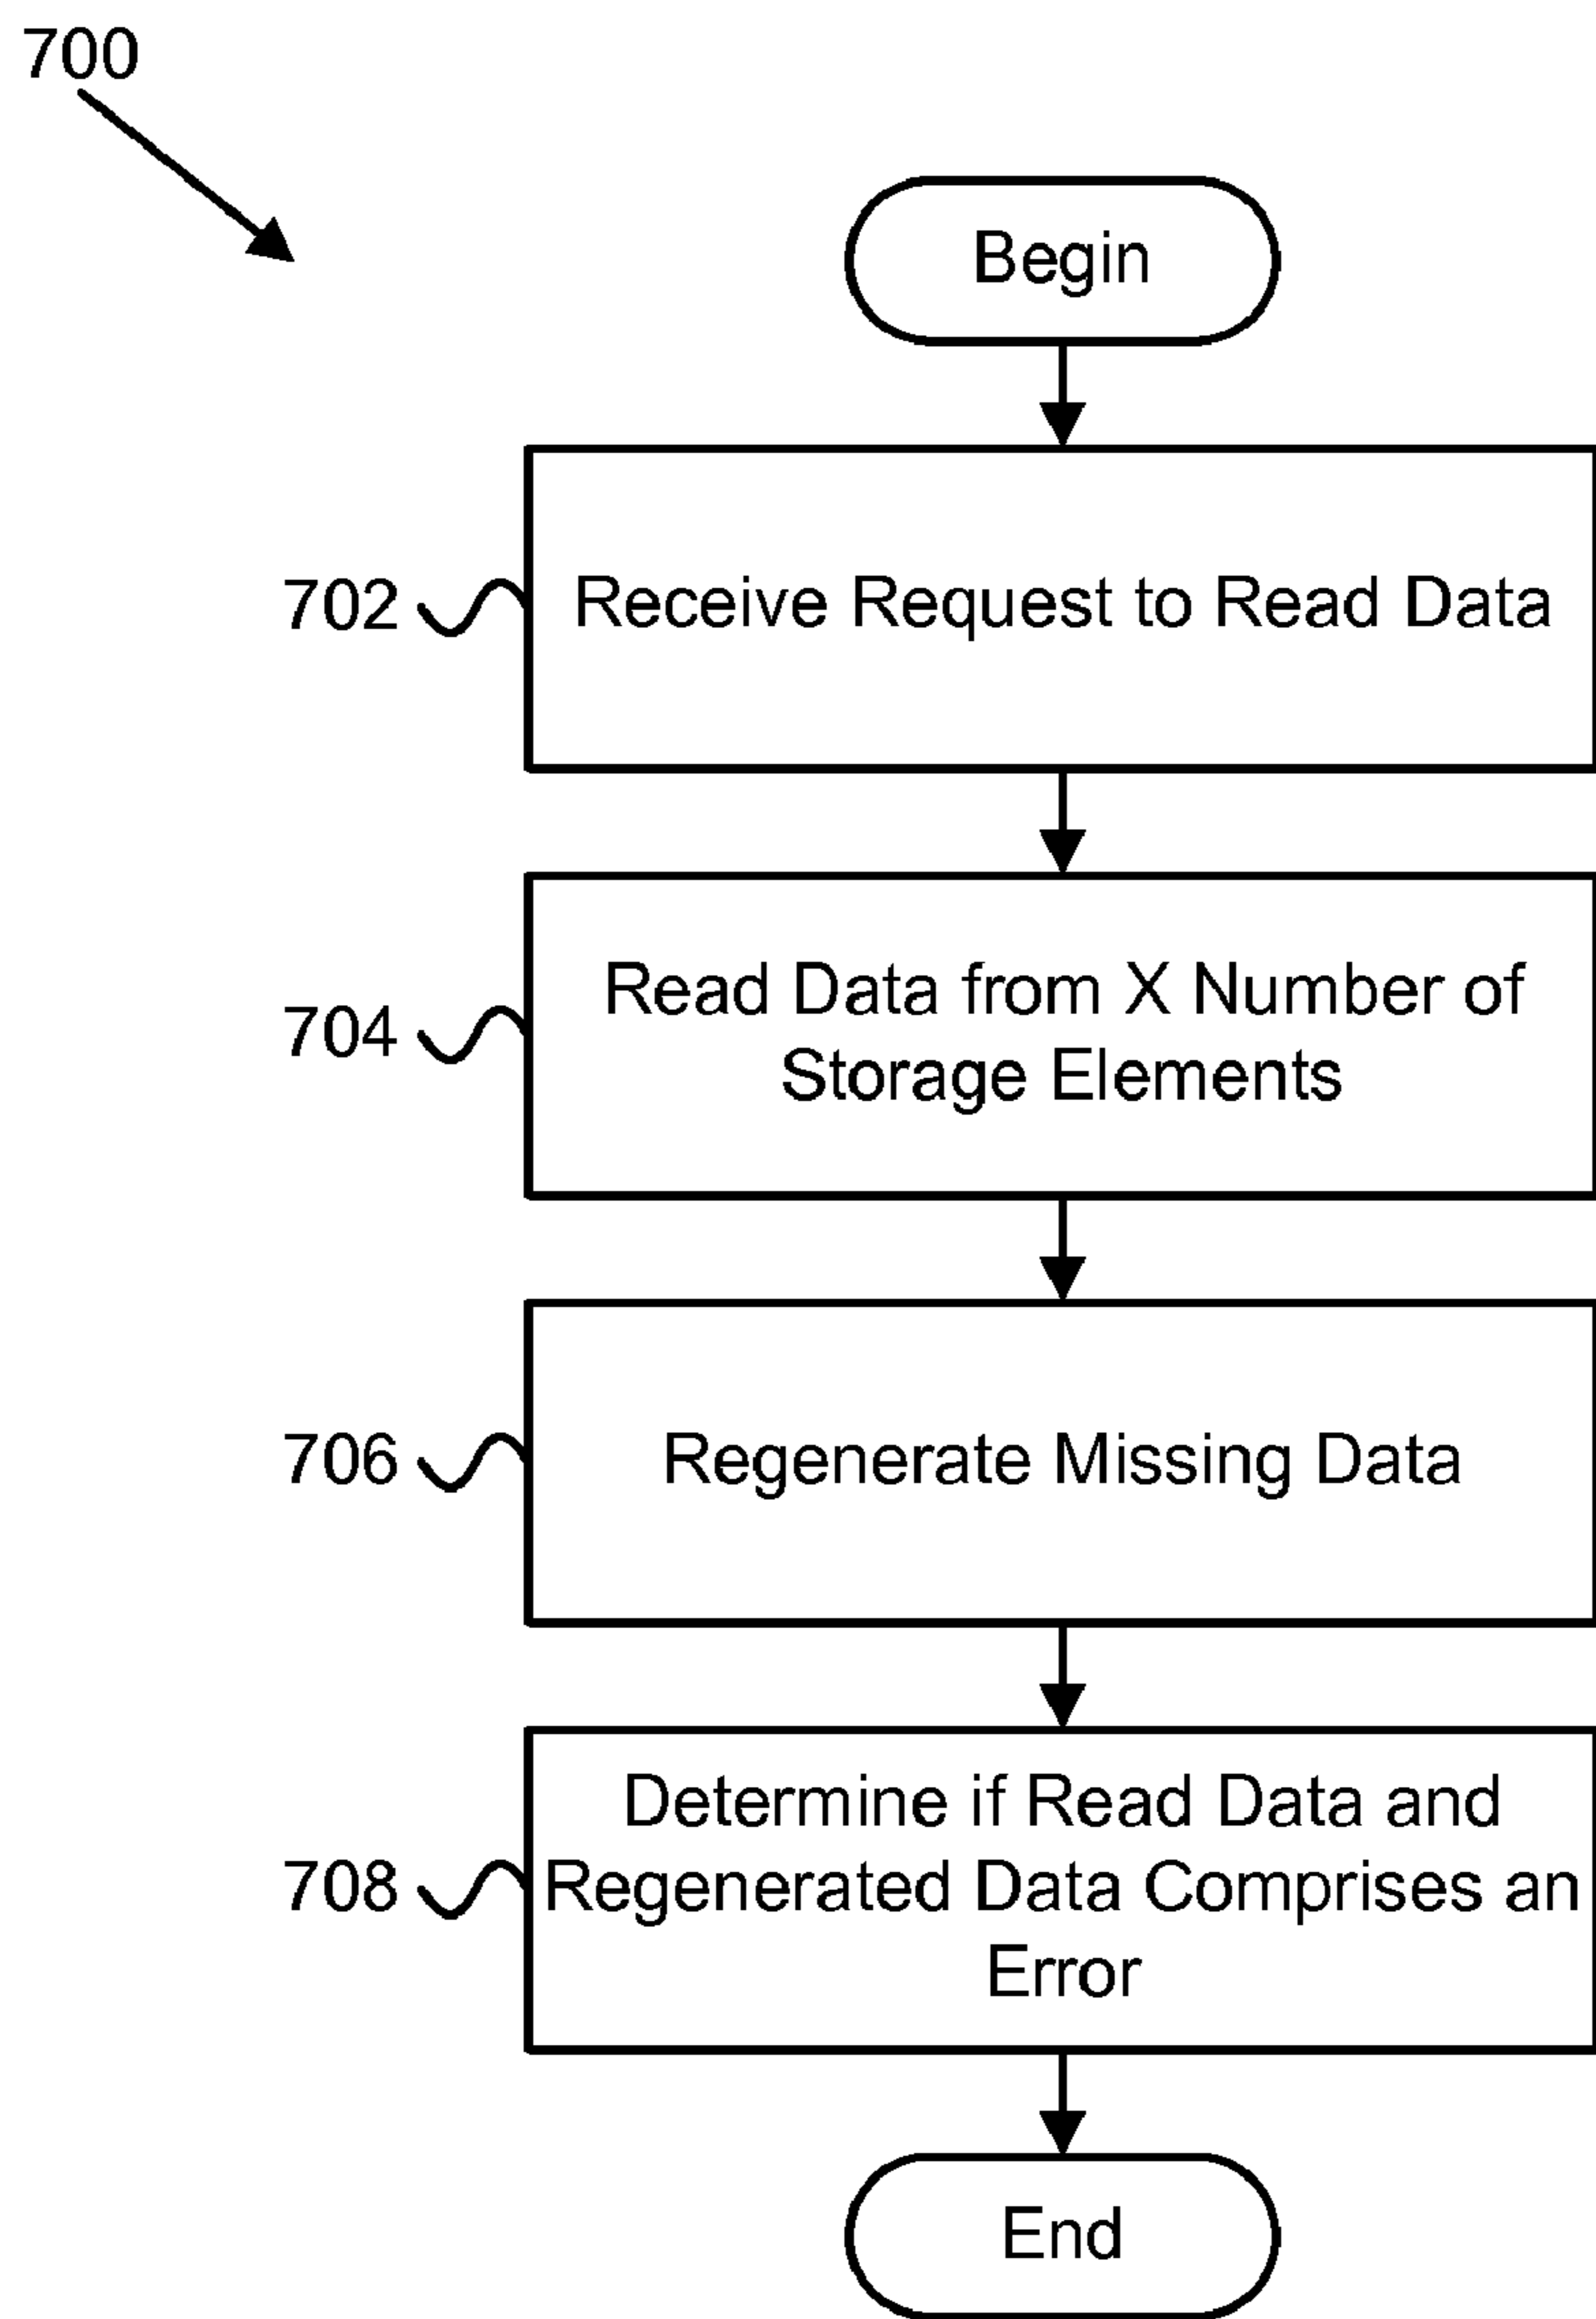 700
Begin
702
Receive Request to Read Data
704
Read Data from X Number of
Storage Elements
706
Regenerate Missing Data
708
Determine if Read Data and
Regenerated Data Comprises an
Error
End